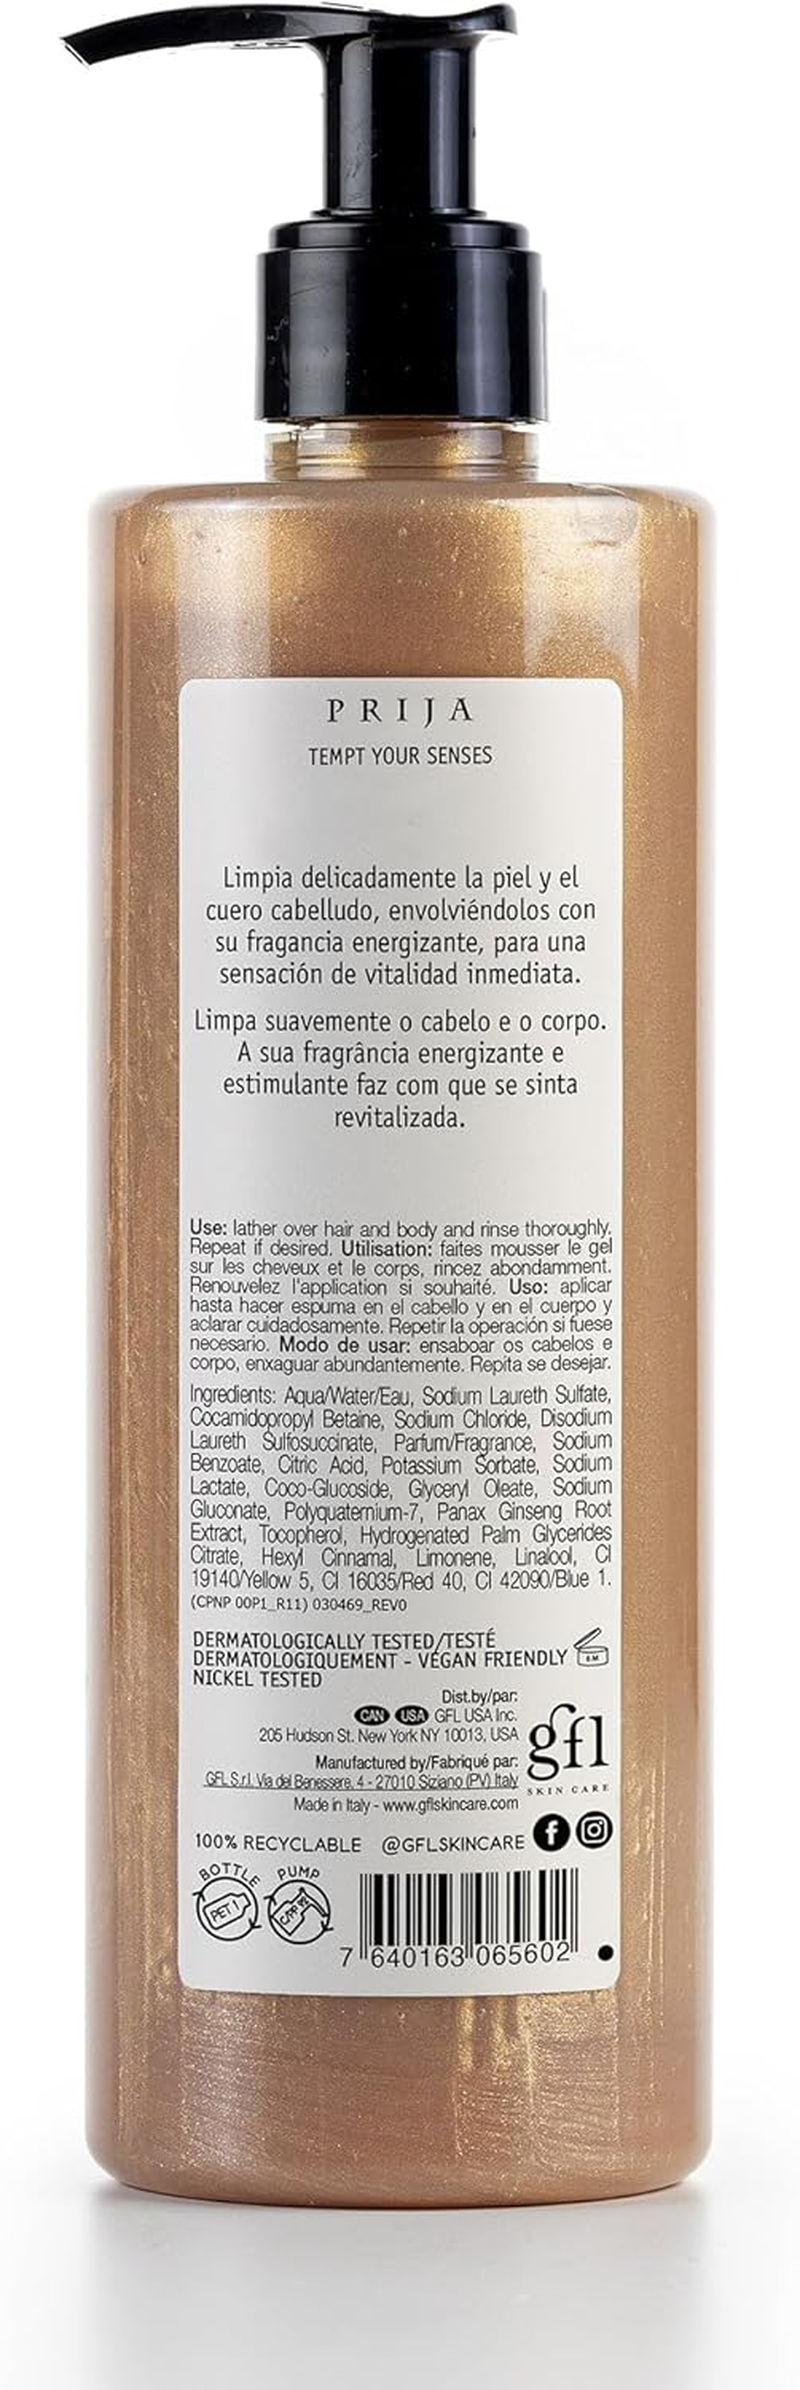 PRIJA
TEMPT YOUR SENSES
Limpia delicadamente la piel y el
cuero cabelludo, envolviéndolos con
su fragancia energizante, para una
sensación de vitalidad inmediata.
Limpa suavemente o cabelo e o corpo.
A sua fragrância energizante e
estimulante faz com que se sinta
revitalizada.
Use: lather over hair and body and rinse thoroughly.
Repeat if desired. Utilisation: faites mousser le gel
sur les cheveux et le corps, rincez abondamment.
Renouvelez l'application si souhaité. Uso: aplicar
hasta hacer espuma en el cabello y en el cuerpo y
aclarar cuidadosamente. Repetir la operación si fuese
necesario. Modo de usar: ensaboar os cabelos e
corpo, enxaguar abundantemente. Repita se desejar.
Ingredients: Aqua/Water/Eau, Sodium Laureth Sulfate,
Cocamidopropyl Betaine, Sodium Chloride, Disodium
Laureth Sulfosuccinate, Parfum/Fragrance, Sodium
Benzoate, Citric Acid, Potassium Sorbate, Sodium
Lactate, Coco-Glucoside, Glyceryl Oleate, Sodium
Gluconate, Polyquaternium-7, Panax Ginseng Root
Extract, Tocopherol, Hydrogenated Palm Glycerides
Citrate, Hexyl Cinnamal, Limonene, Linalool, CI
19140/Yellow 5, CI 16035/Red 40, CI 42090/Blue 1.
(CPNP 00P1_R11) 030469_REV0
DERMATOLOGICALLY TESTED/TESTÉ
DERMATOLOGIQUEMENT - VEGAN FRIENDLY 6M
NICKEL TESTED
Dist.by/par:
CAN USA GFL USA Inc.
205 Hudson St. New York NY 10013, USA
Manufactured by/Fabriqué par:
GFL S.r.l. Via del Benessere, 4 - 27010 Siziano (PV) Italy
Made in Italy - www.gflskincare.com
gfl
SKIN CARE
100% RECYCLABLE @GFLSKINCARE
BOTTLE PUMP
PET 1 C/PP 92
7 640163 065602